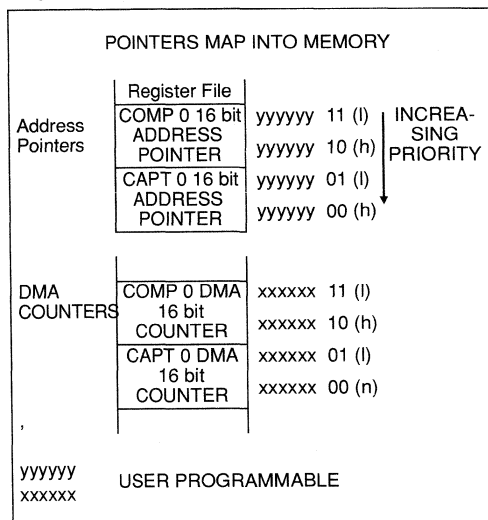 POINTERS MAP INTO MEMORY
Register File
Address
Pointers
COMP 0 16 bit
ADDRESS
POINTER
yyyyyy 11 (l)
yyyyyy 10 (h)
CAPT 0 16 bit
ADDRESS
POINTER
yyyyyy 01 (l)
yyyyyy 00 (h)
INCREA-
SING
PRIORITY
DMA
COUNTERS
COMP 0 DMA
16 bit
COUNTER
xxxxxx 11 (l)
xxxxxx 10 (h)
CAPT 0 DMA
16 bit
COUNTER
xxxxxx 01 (l)
xxxxxx 00 (n)
,
yyyyyy
xxxxxx
USER PROGRAMMABLE